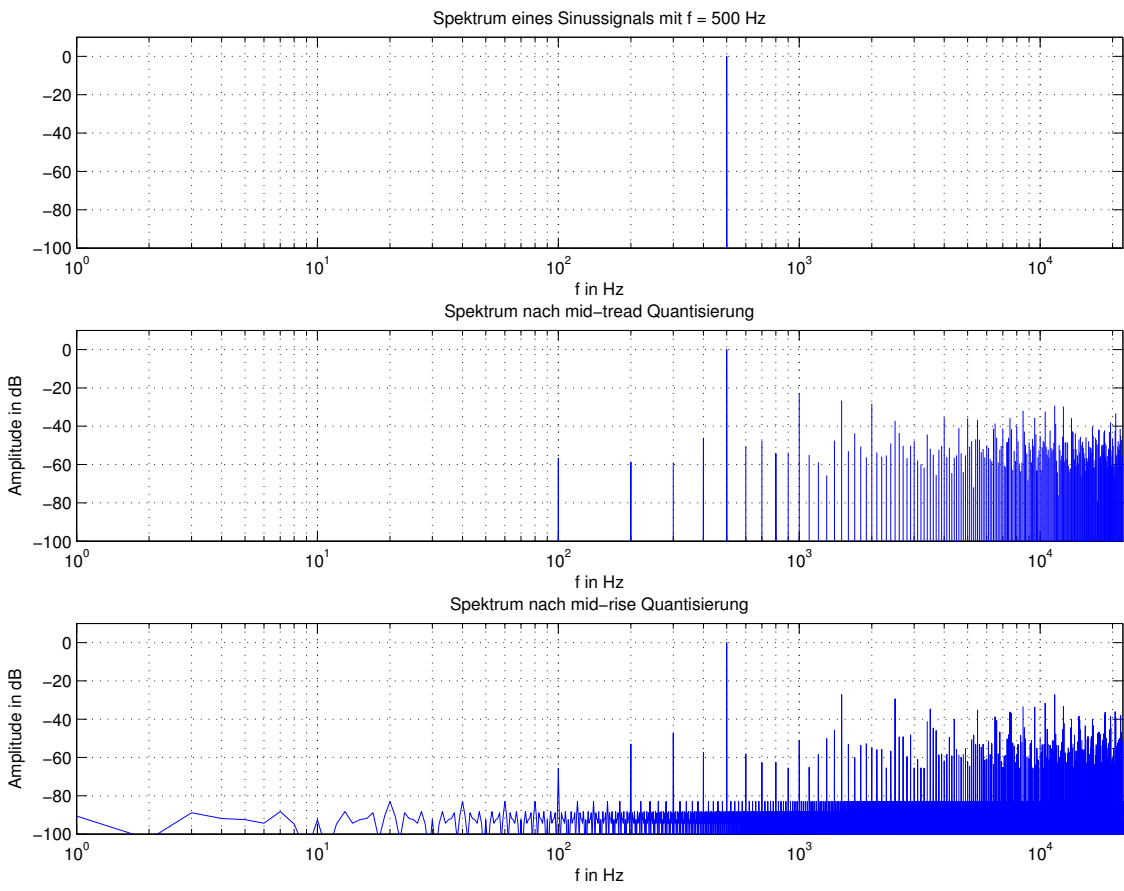 Spektrum eines Sinussignals mit f = 500 Hz
0
−20
−40
−60
−80
−100
10^0 10^1 10^2 10^3 10^4
f in Hz
Spektrum nach mid−tread Quantisierung
Amplitude in dB
0
−20
−40
−60
−80
−100
10^0 10^1 10^2 10^3 10^4
f in Hz
Spektrum nach mid−rise Quantisierung
Amplitude in dB
0
−20
−40
−60
−80
−100
10^0 10^1 10^2 10^3 10^4
f in Hz